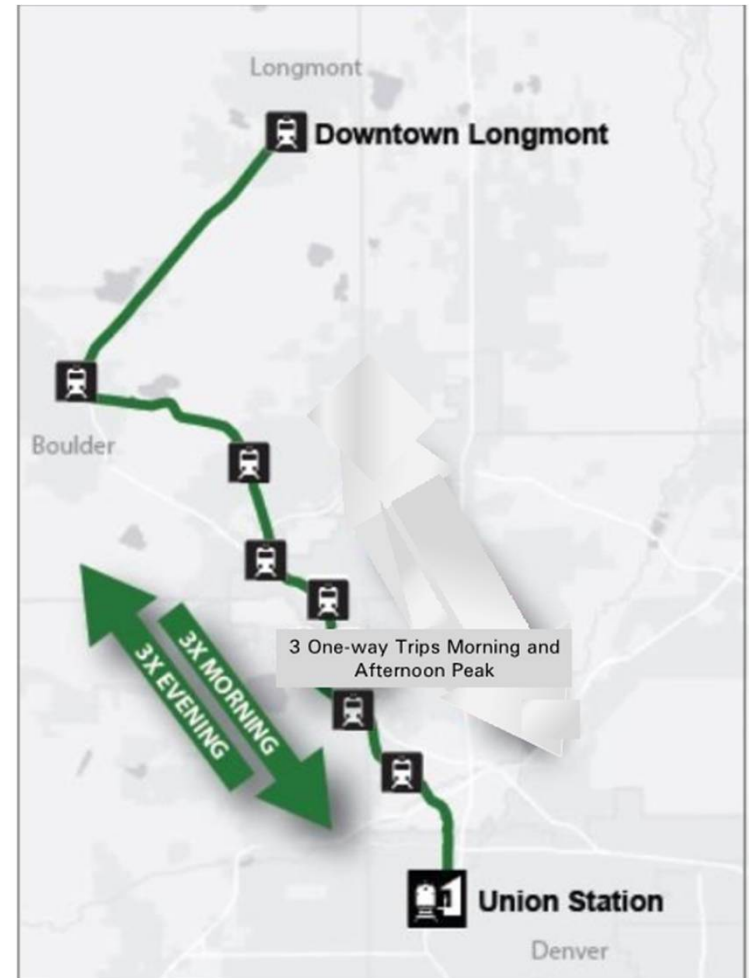 Longmont
Downtown Longmont
Boulder
3 One-way Trips Morning and
Afternoon Peak
3X MORNING
3X EVENING
Union Station
Denver